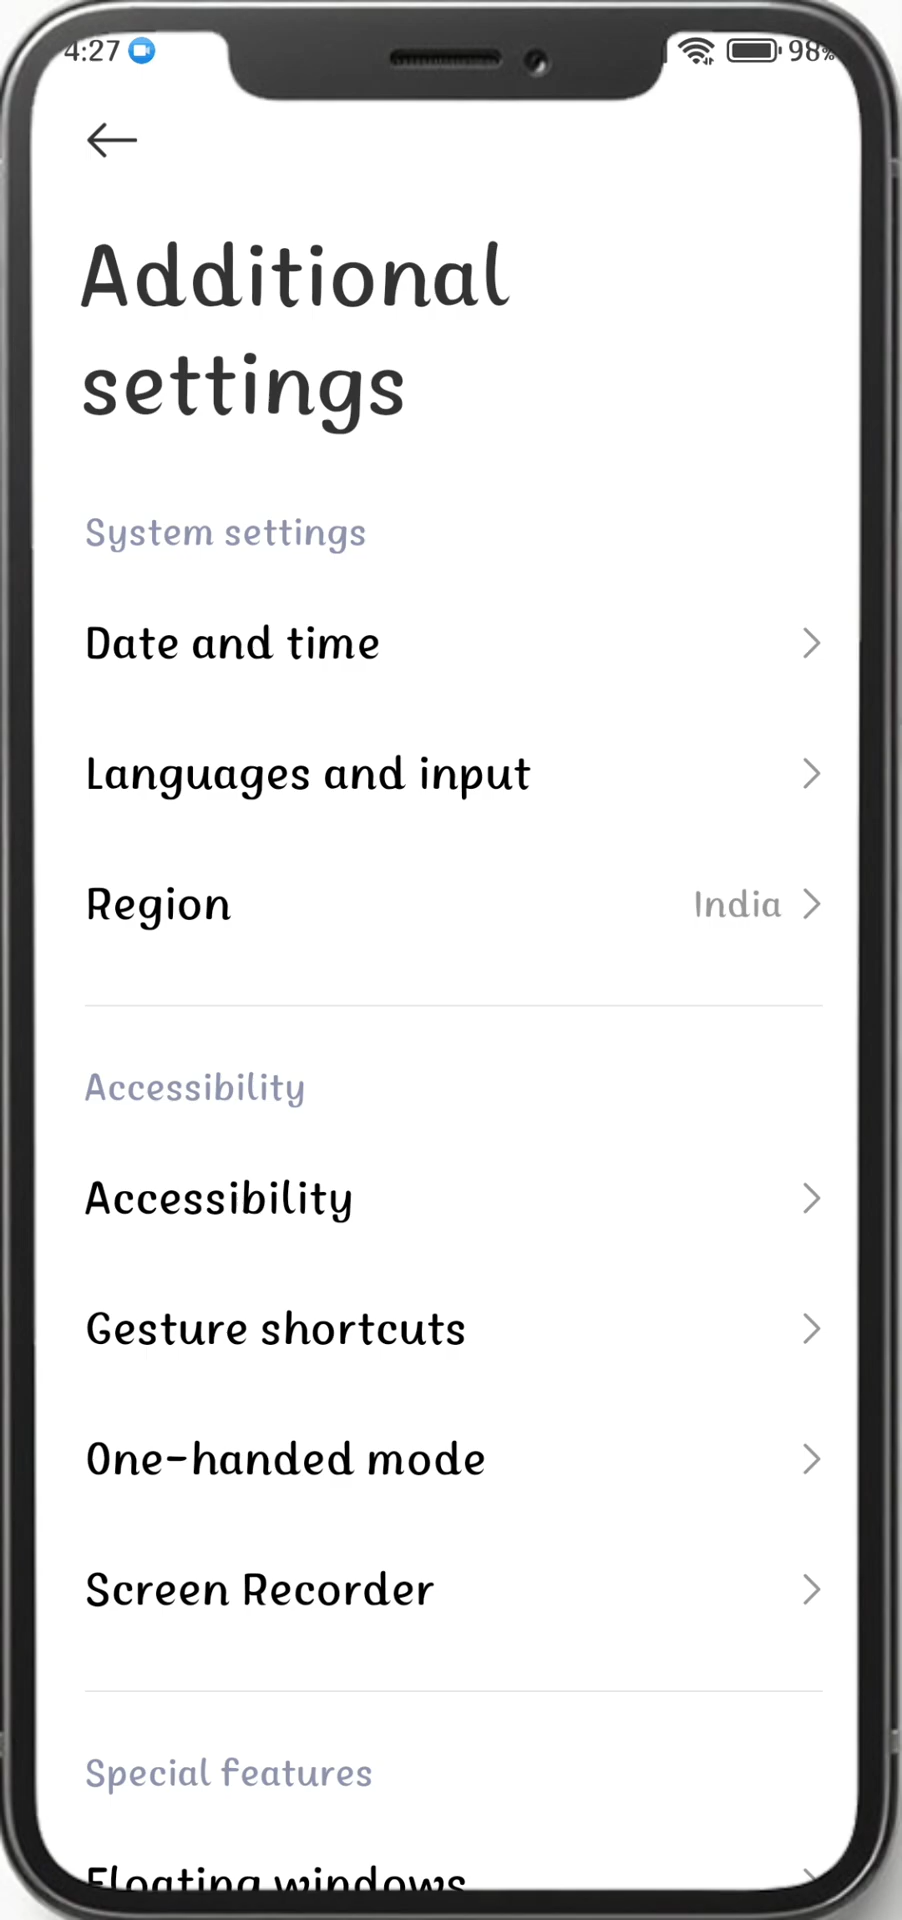 4:27 98%
Additional
settings
System settings
Date and time
Languages and input
Region India
Accessibility
Accessibility
Gesture shortcuts
One-handed mode
Screen Recorder
Special features
Floating windows